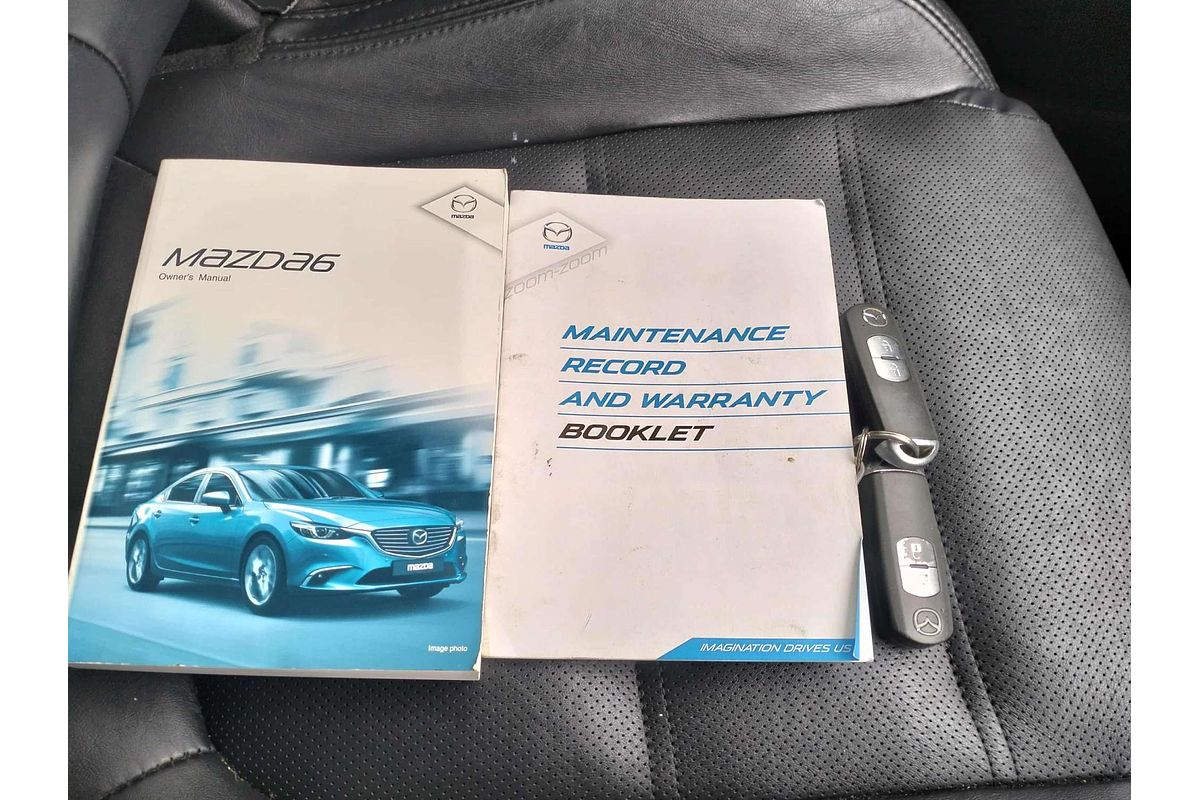 mazda
MAZDA6
Owner's Manual
mazda
Image photo
mazda
zoom-zoom
MAINTENANCE
RECORD
AND WARRANTY
BOOKLET
IMAGINATION DRIVES US